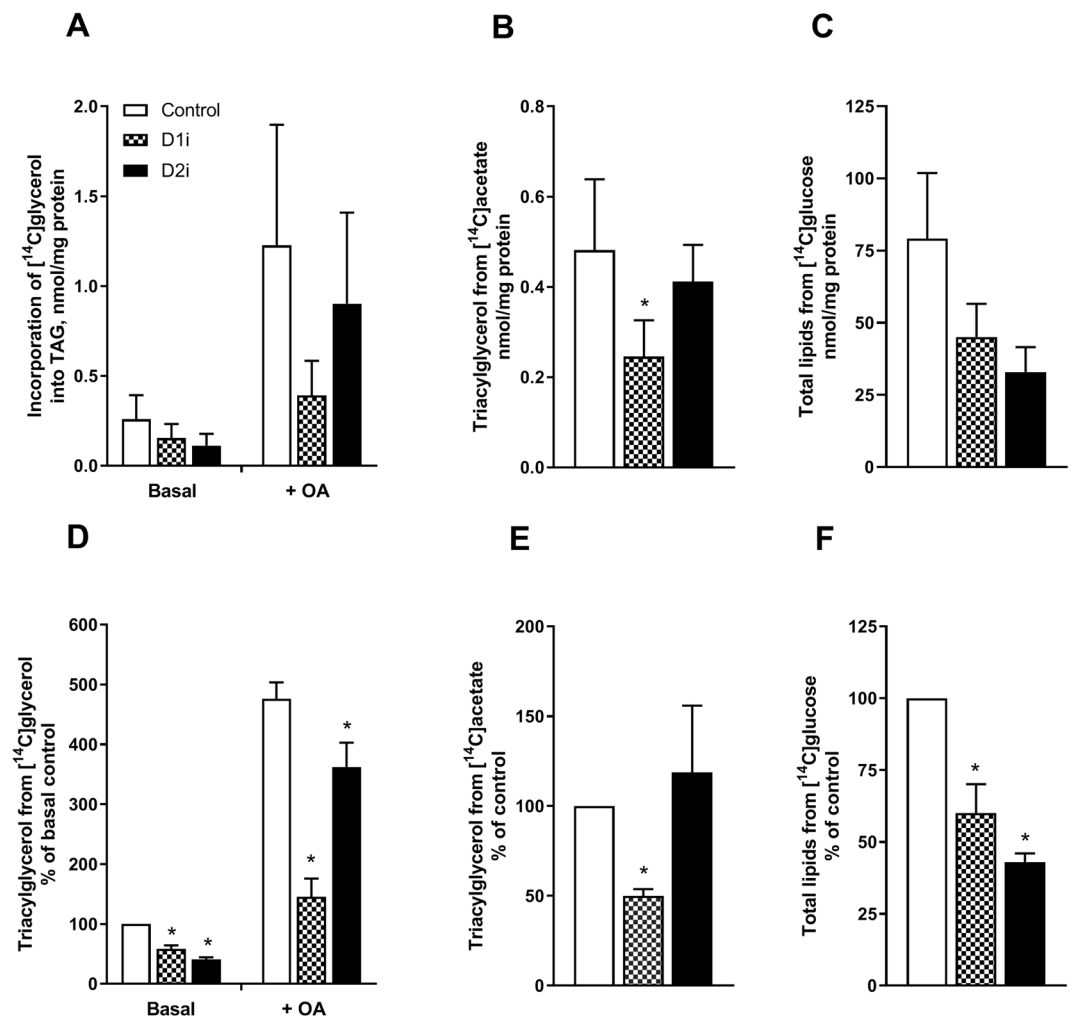 A
Incorporation of [14C]glycerol
into TAG, nmol/mg protein
2.0
1.5
1.0
0.5
0.0
Control
D1i
D2i
*Basal
+ OA
B
Triacylglycerol from [14C]acetate
nmol/mg protein
0.8
0.6
0.4
0.2
0.0
*
C
Total lipids from [14C]glucose
nmol/mg protein
125
100
75
50
25
0
D
Triacylglycerol from [14C]glycerol
% of basal control
600
500
400
300
200
100
0
* * * *
Basal
+ OA
E
Triacylglycerol from [14C]acetate
% of control
200
150
100
50
0
*
F
Total lipids from [14C]glucose
% of control
125
100
75
50
25
0
* *